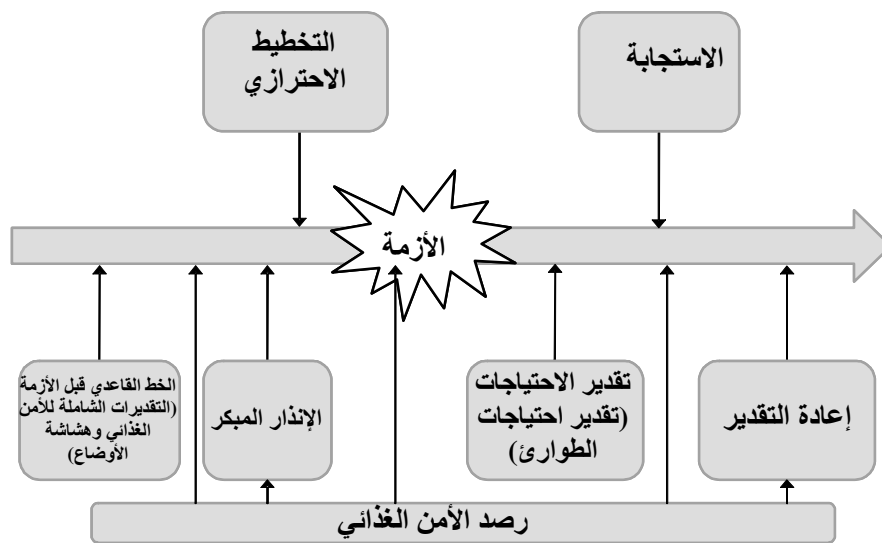 التخطيط
الاحترازي
الاستجابة
الأزمة
الخط القاعدي قبل الأزمة
(التقديرات الشاملة للأمن
الغذائي وهشاشة
الأوضاع)
الإنذار المبكر
تقدير الاحتياجات
(تقدير احتياجات
الطوارئ)
إعادة التقدير
رصد الأمن الغذائي